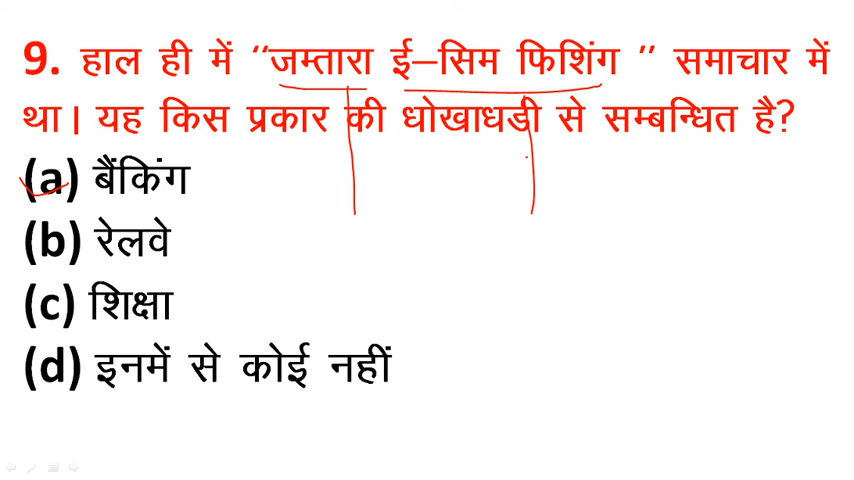 9. हाल ही में “जम्तारा ई–सिम फिशिंग ” समाचार में
था। यह किस प्रकार की धोखाधडी से सम्बन्धित है?
(a) बैंकिंग
(b) रेलवे
(c) शिक्षा
(d) इनमें से कोई नहीं